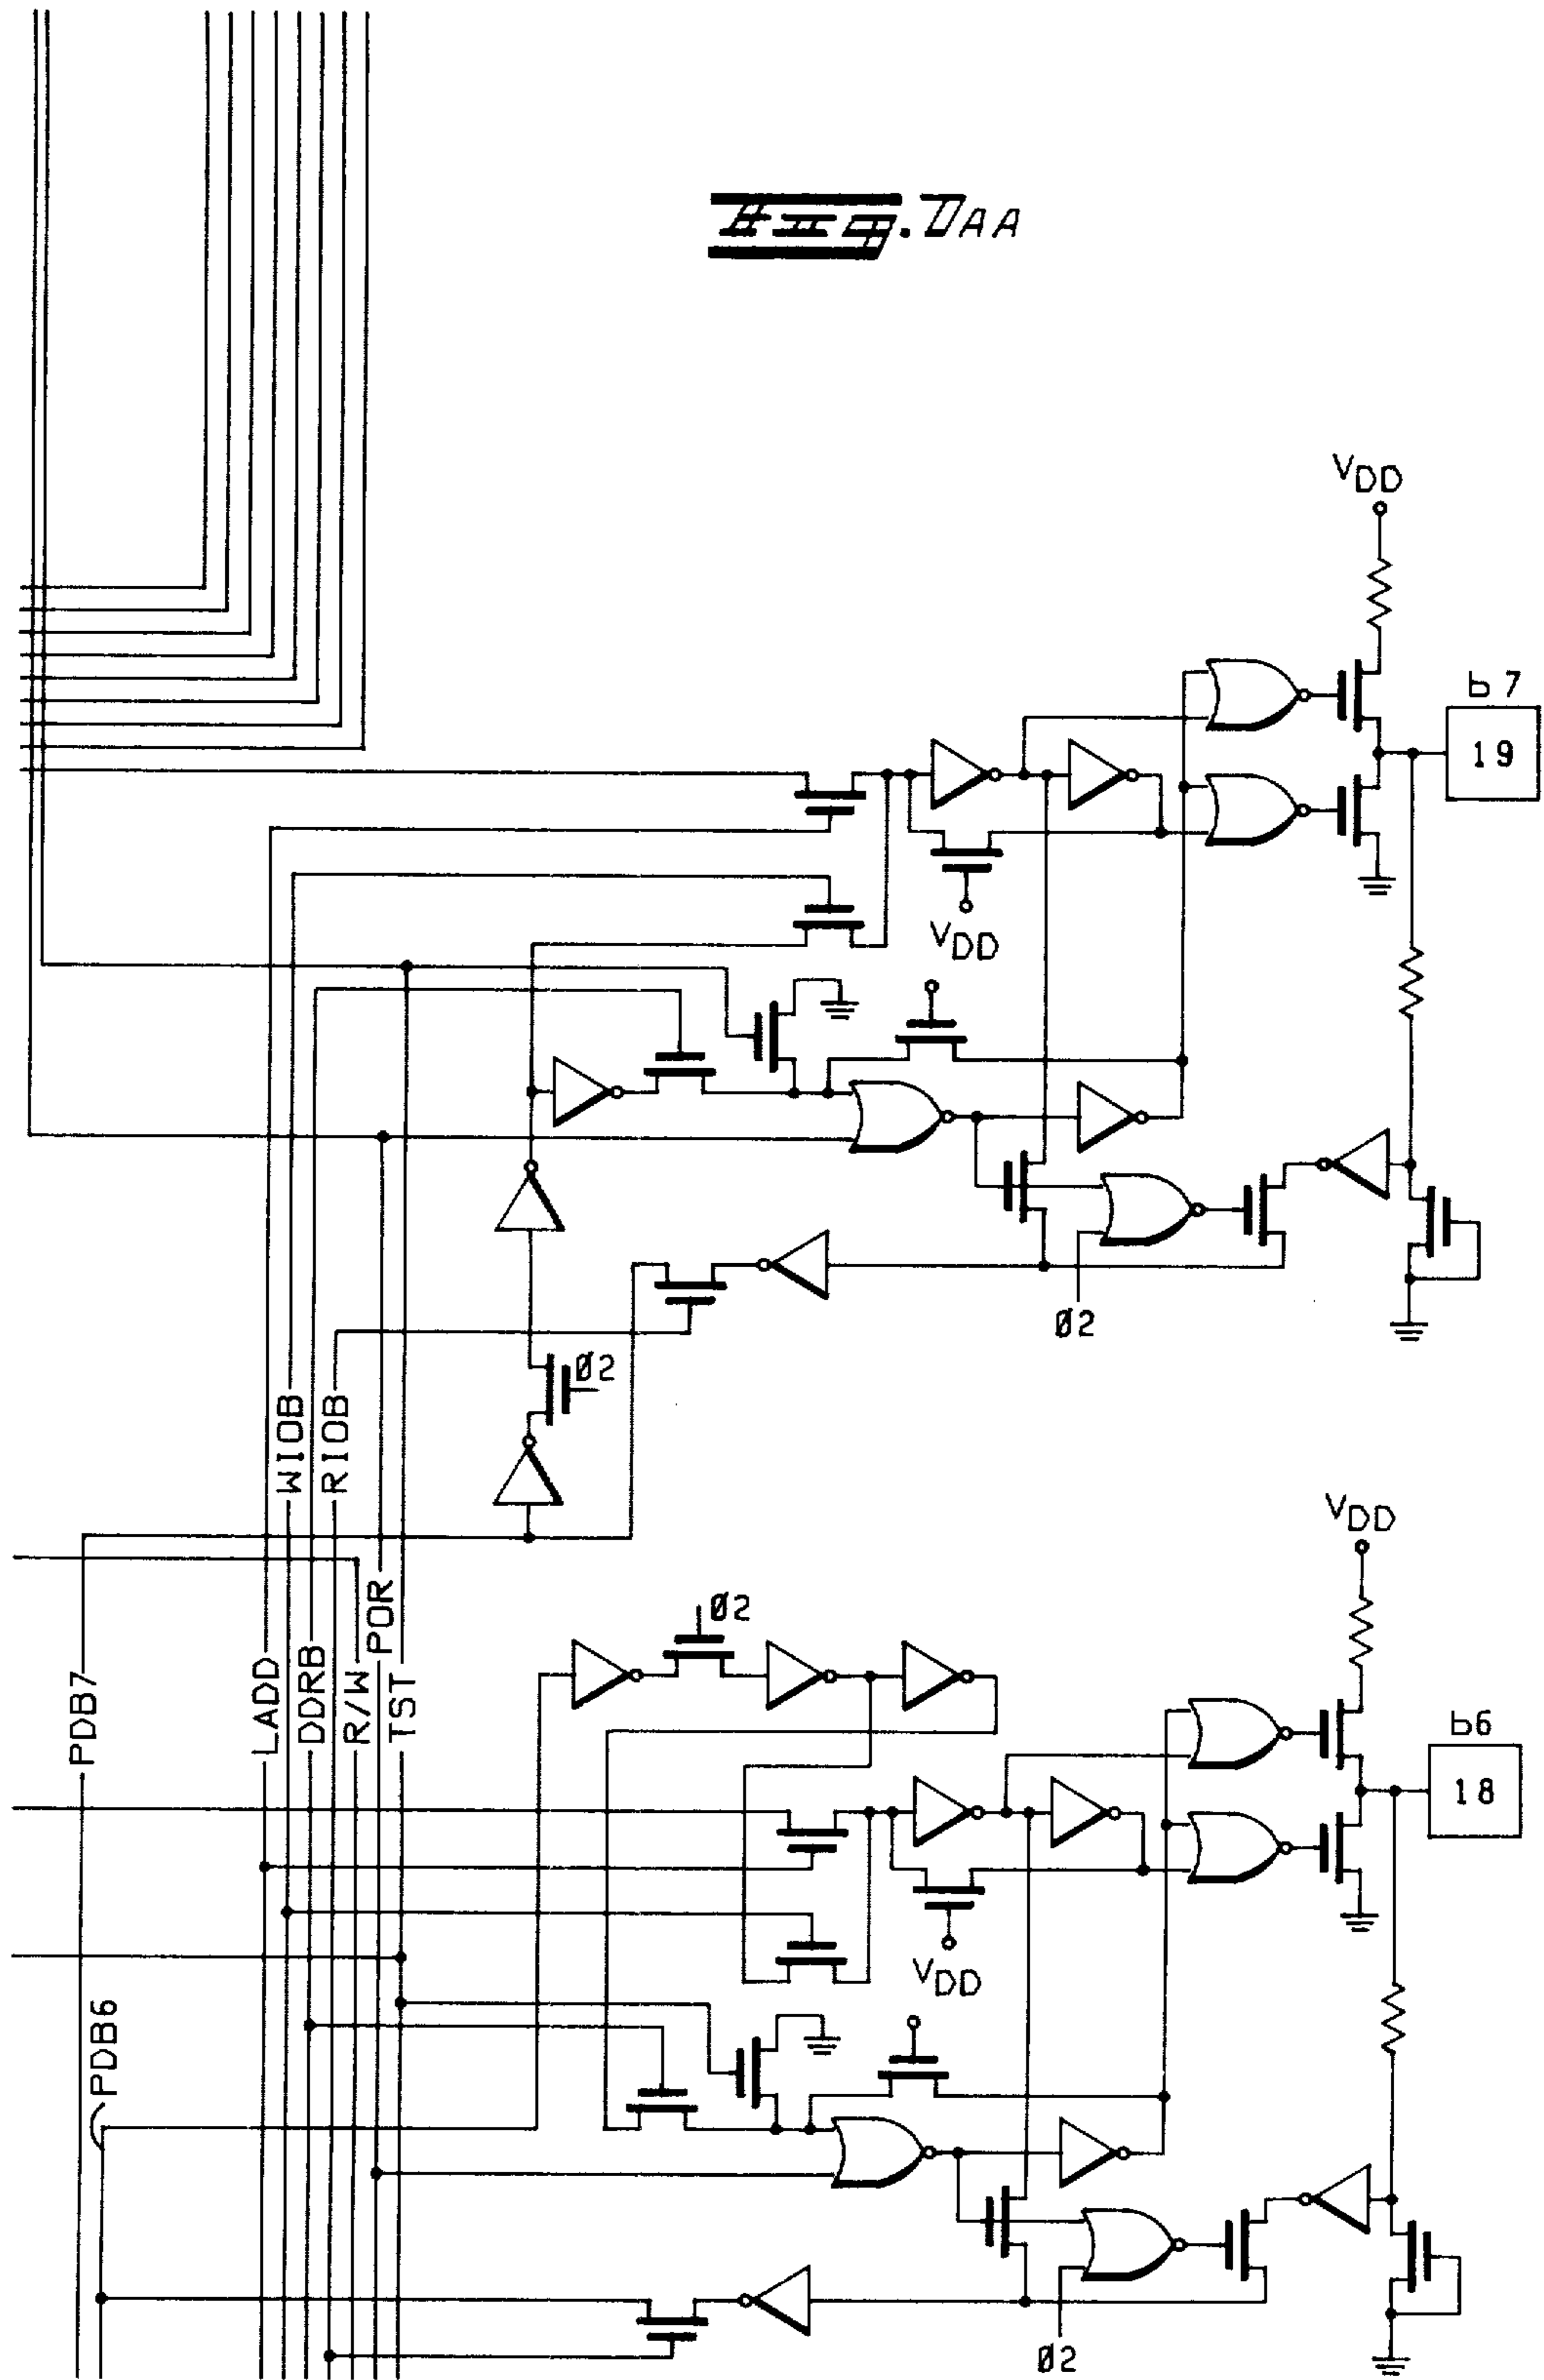 Fig. 7AA
VDD
b7
19
VDD
Ø2
Ø2
WIOB
RIOB
VDD
POR
Ø2
PDB7
LADD
DDRB
R/W
TST
b6
18
VDD
PDB6
Ø2